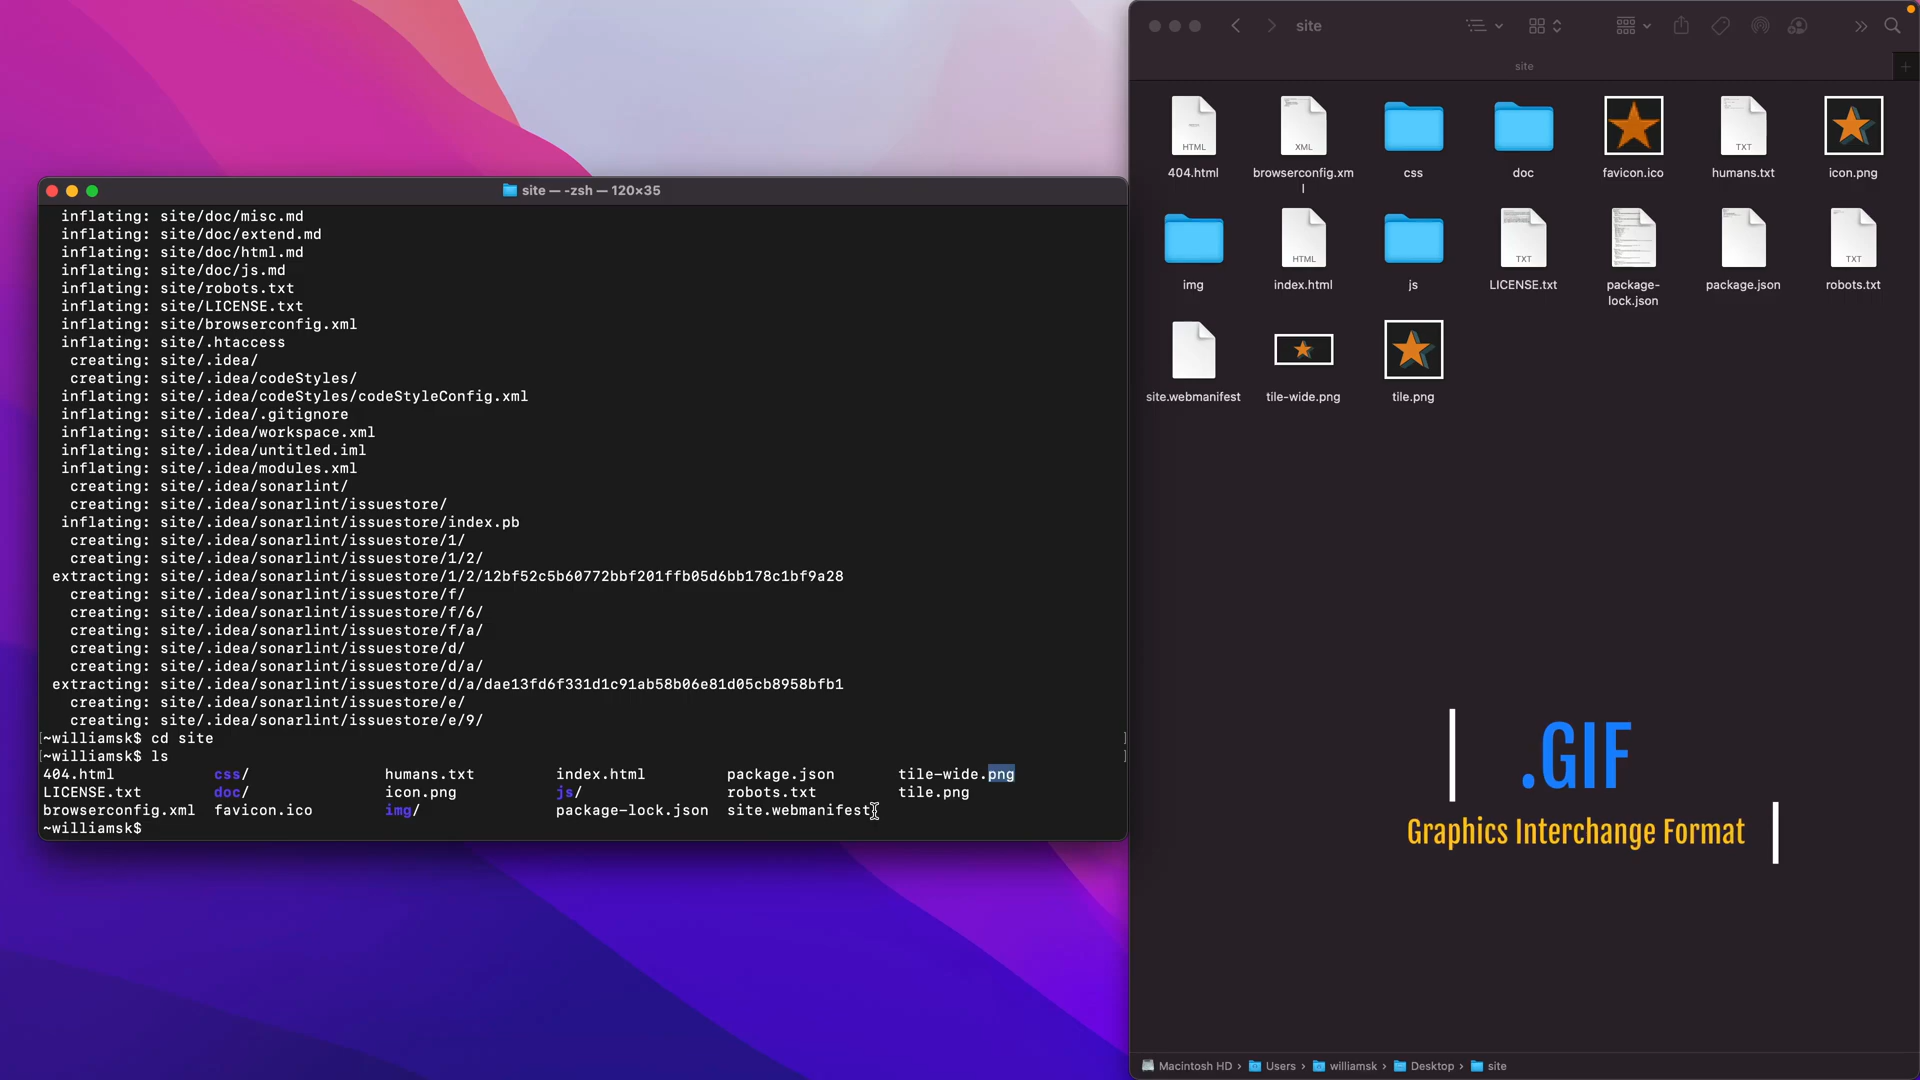 site — -zsh — 120×35
inflating: site/doc/misc.md
inflating: site/doc/extend.md
inflating: site/doc/html.md
inflating: site/doc/js.md
inflating: site/robots.txt
inflating: site/LICENSE.txt
inflating: site/browserconfig.xml
inflating: site/.htaccess
creating: site/.idea/
creating: site/.idea/codeStyles/
inflating: site/.idea/codeStyles/codeStyleConfig.xml
inflating: site/.idea/.gitignore
inflating: site/.idea/workspace.xml
inflating: site/.idea/untitled.iml
inflating: site/.idea/modules.xml
creating: site/.idea/sonarlint/
creating: site/.idea/sonarlint/issuestore/
inflating: site/.idea/sonarlint/issuestore/index.pb
creating: site/.idea/sonarlint/issuestore/1/
creating: site/.idea/sonarlint/issuestore/1/2/
extracting: site/.idea/sonarlint/issuestore/1/2/12bf52c5b60772bbf201ffb05d6bb178c1bf9a28
creating: site/.idea/sonarlint/issuestore/f/
creating: site/.idea/sonarlint/issuestore/f/6/
creating: site/.idea/sonarlint/issuestore/f/a/
creating: site/.idea/sonarlint/issuestore/d/
creating: site/.idea/sonarlint/issuestore/d/a/
extracting: site/.idea/sonarlint/issuestore/d/a/dae13fd6f331d1c91ab58b06e81d05cb8958bfb1
creating: site/.idea/sonarlint/issuestore/e/
creating: site/.idea/sonarlint/issuestore/e/9/
[~williamsk$ cd site ]
[~williamsk$ ls ]
404.html css/ humans.txt index.html package.json tile-wide.png
LICENSE.txt doc/ icon.png js/ robots.txt tile.png
browserconfig.xml favicon.ico img/ package-lock.json site.webmanifest
~williamsk$
site
site
HTML XML TXT
404.html browserconfig.xm
l css doc favicon.ico humans.txt icon.png
HTML TXT TXT
img index.html js LICENSE.txt package-
lock.json package.json robots.txt
site.webmanifest tile-wide.png tile.png
.GIF
Graphics Interchange Format
Macintosh HD › Users › williamsk › Desktop › site